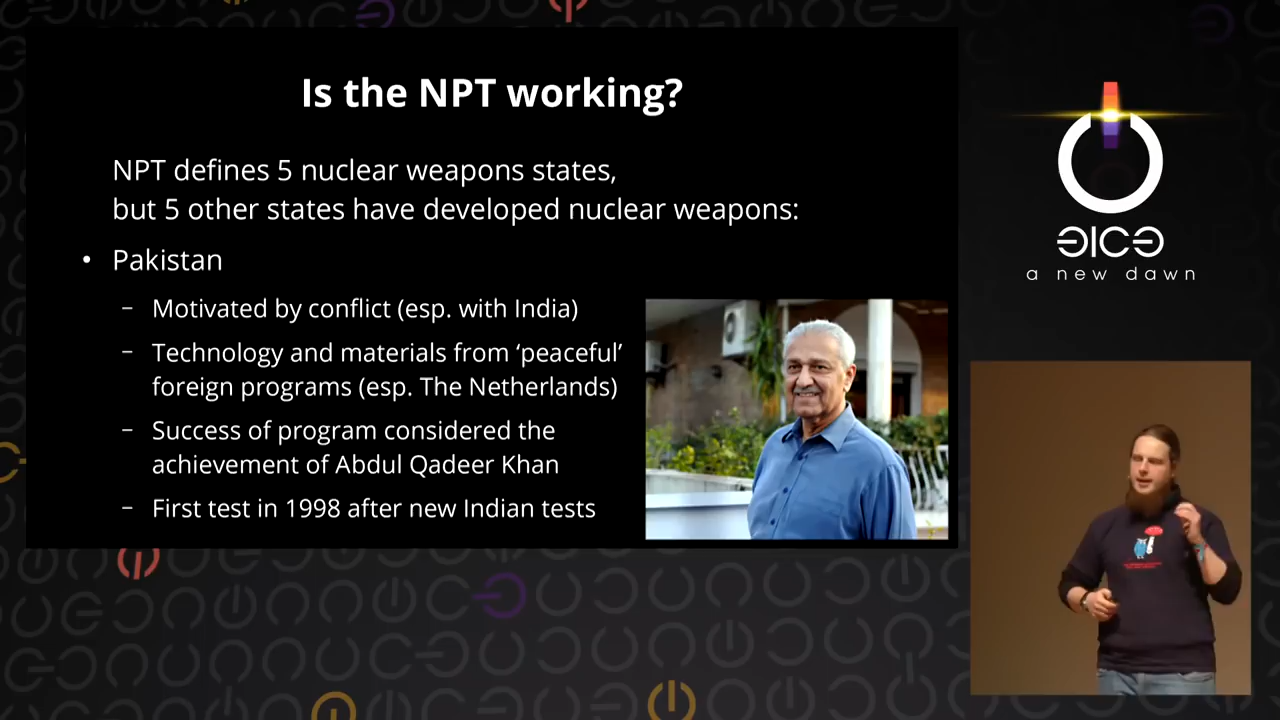 Is the NPT working?
NPT defines 5 nuclear weapons states,
but 5 other states have developed nuclear weapons:
• Pakistan
– Motivated by conflict (esp. with India)
– Technology and materials from ‘peaceful’
foreign programs (esp. The Netherlands)
– Success of program considered the
achievement of Abdul Qadeer Khan
– First test in 1998 after new Indian tests
a new dawn